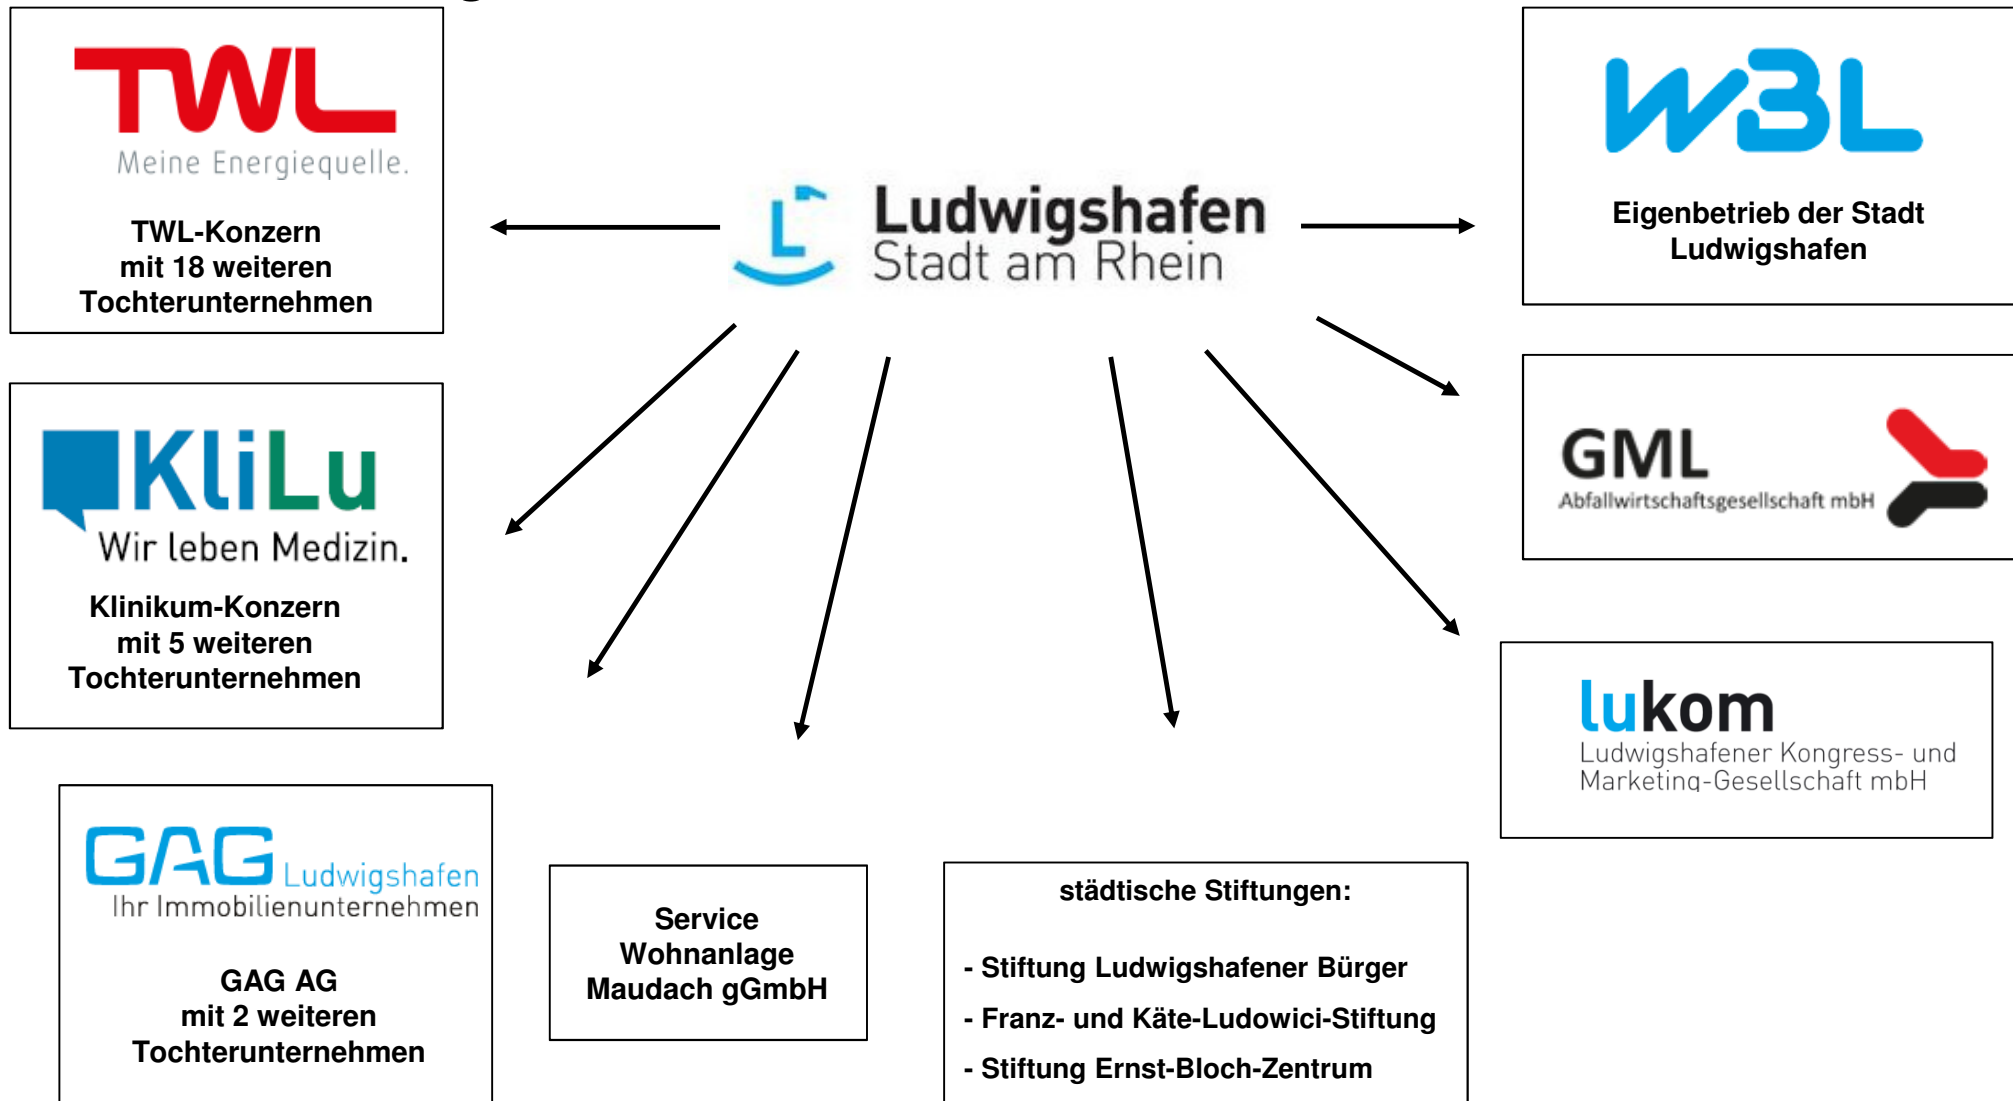 TWL
Meine Energiequelle.
TWL-Konzern
mit 18 weiteren
Tochterunternehmen
Ludwigshafen
Stadt am Rhein
WBL
Eigenbetrieb der Stadt
Ludwigshafen
KliLu
Wir leben Medizin.
Klinikum-Konzern
mit 5 weiteren
Tochterunternehmen
GML
Abfallwirtschaftsgesellschaft mbH
lukom
Ludwigshafener Kongress- und
Marketing-Gesellschaft mbH
GAG Ludwigshafen
Ihr Immobilienunternehmen
GAG AG
mit 2 weiteren
Tochterunternehmen
Service
Wohnanlage
Maudach gGmbH
städtische Stiftungen:
- Stiftung Ludwigshafener Bürger
- Franz- und Käte-Ludowici-Stiftung
- Stiftung Ernst-Bloch-Zentrum